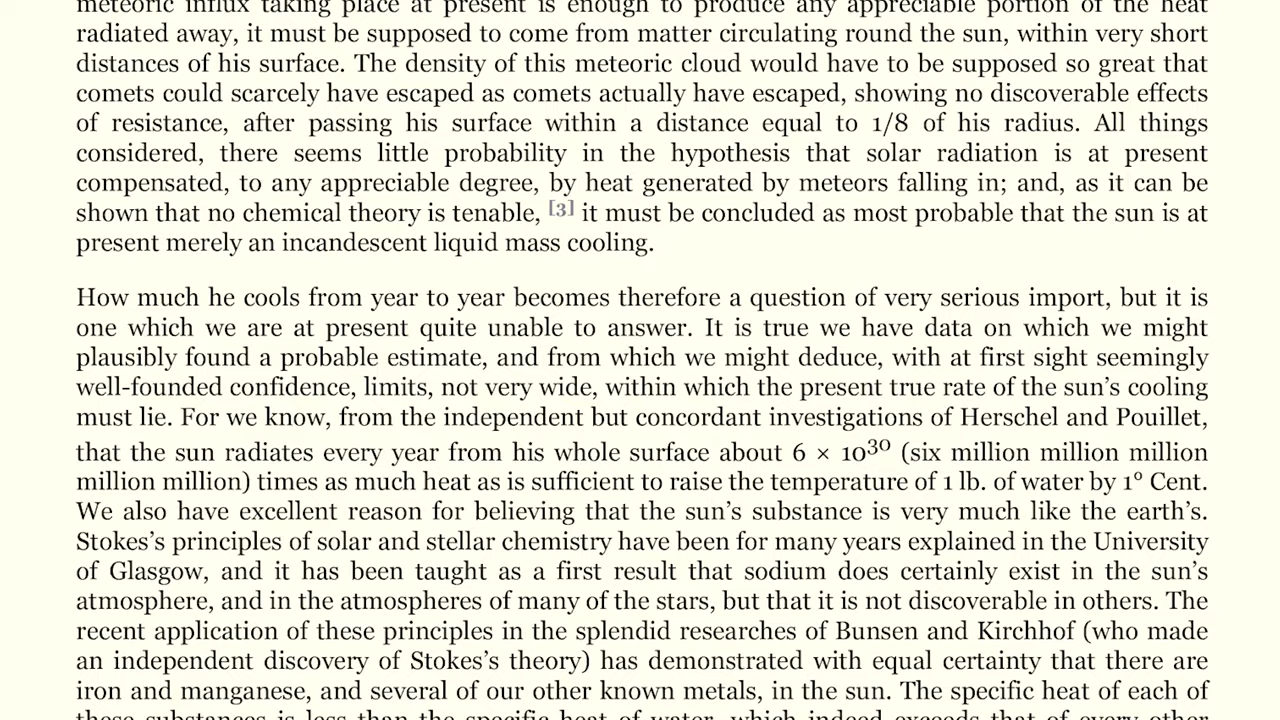 meteoric influx taking place at present is enough to produce any appreciable portion of the heat
radiated away, it must be supposed to come from matter circulating round the sun, within very short
distances of his surface. The density of this meteoric cloud would have to be supposed so great that
comets could scarcely have escaped as comets actually have escaped, showing no discoverable effects
of resistance, after passing his surface within a distance equal to 1/8 of his radius. All things
considered, there seems little probability in the hypothesis that solar radiation is at present
compensated, to any appreciable degree, by heat generated by meteors falling in; and, as it can be
shown that no chemical theory is tenable, [3] it must be concluded as most probable that the sun is at
present merely an incandescent liquid mass cooling.
How much he cools from year to year becomes therefore a question of very serious import, but it is
one which we are at present quite unable to answer. It is true we have data on which we might
plausibly found a probable estimate, and from which we might deduce, with at first sight seemingly
well-founded confidence, limits, not very wide, within which the present true rate of the sun's cooling
must lie. For we know, from the independent but concordant investigations of Herschel and Pouillet,
that the sun radiates every year from his whole surface about 6 × 10³⁰ (six million million million
million million) times as much heat as is sufficient to raise the temperature of 1 lb. of water by 1º Cent.
We also have excellent reason for believing that the sun's substance is very much like the earth's.
Stokes's principles of solar and stellar chemistry have been for many years explained in the University
of Glasgow, and it has been taught as a first result that sodium does certainly exist in the sun's
atmosphere, and in the atmospheres of many of the stars, but that it is not discoverable in others. The
recent application of these principles in the splendid researches of Bunsen and Kirchhof (who made
an independent discovery of Stokes's theory) has demonstrated with equal certainty that there are
iron and manganese, and several of our other known metals, in the sun. The specific heat of each of
these substances is less than the specific heat of water, which indeed exceeds that of every other